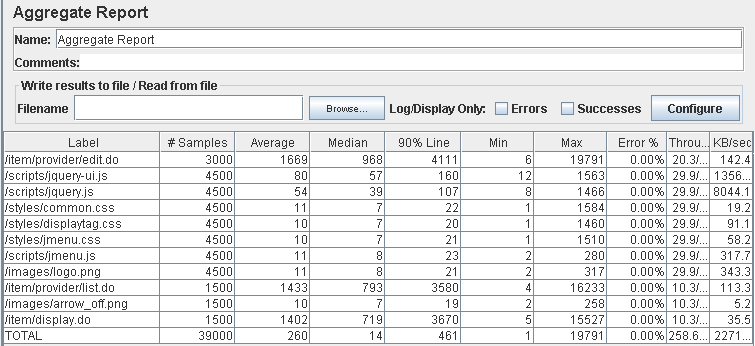 Aggregate Report
Name: Aggregate Report
Comments:
Write results to file / Read from file
Filename Browse... Log/Display Only: Errors Successes Configure
Label # Samples Average Median 90% Line Min Max Error % Throu... KB/sec
/item/provider/edit.do 3000 1669 968 4111 6 19791 0.00% 20.3/... 142.4
/scripts/jquery-ui.js 4500 80 57 160 12 1563 0.00% 29.9/... 1356...
/scripts/jquery.js 4500 54 39 107 8 1466 0.00% 29.9/... 8044.1
/styles/common.css 4500 11 7 22 1 1584 0.00% 29.9/... 19.2
/styles/displaytag.css 4500 10 7 20 1 1460 0.00% 29.9/... 91.1
/styles/jmenu.css 4500 10 7 21 1 1510 0.00% 29.9/... 58.2
/scripts/jmenu.js 4500 11 8 23 2 280 0.00% 29.9/... 317.7
/images/logo.png 4500 11 8 21 2 317 0.00% 29.9/... 343.3
/item/provider/list.do 1500 1433 793 3580 4 16233 0.00% 10.3/... 113.3
/images/arrow_off.png 1500 10 7 19 2 258 0.00% 10.3/... 5.2
/item/display.do 1500 1402 719 3670 5 15527 0.00% 10.3/... 35.5
TOTAL 39000 260 14 461 1 19791 0.00% 258.6... 2271...